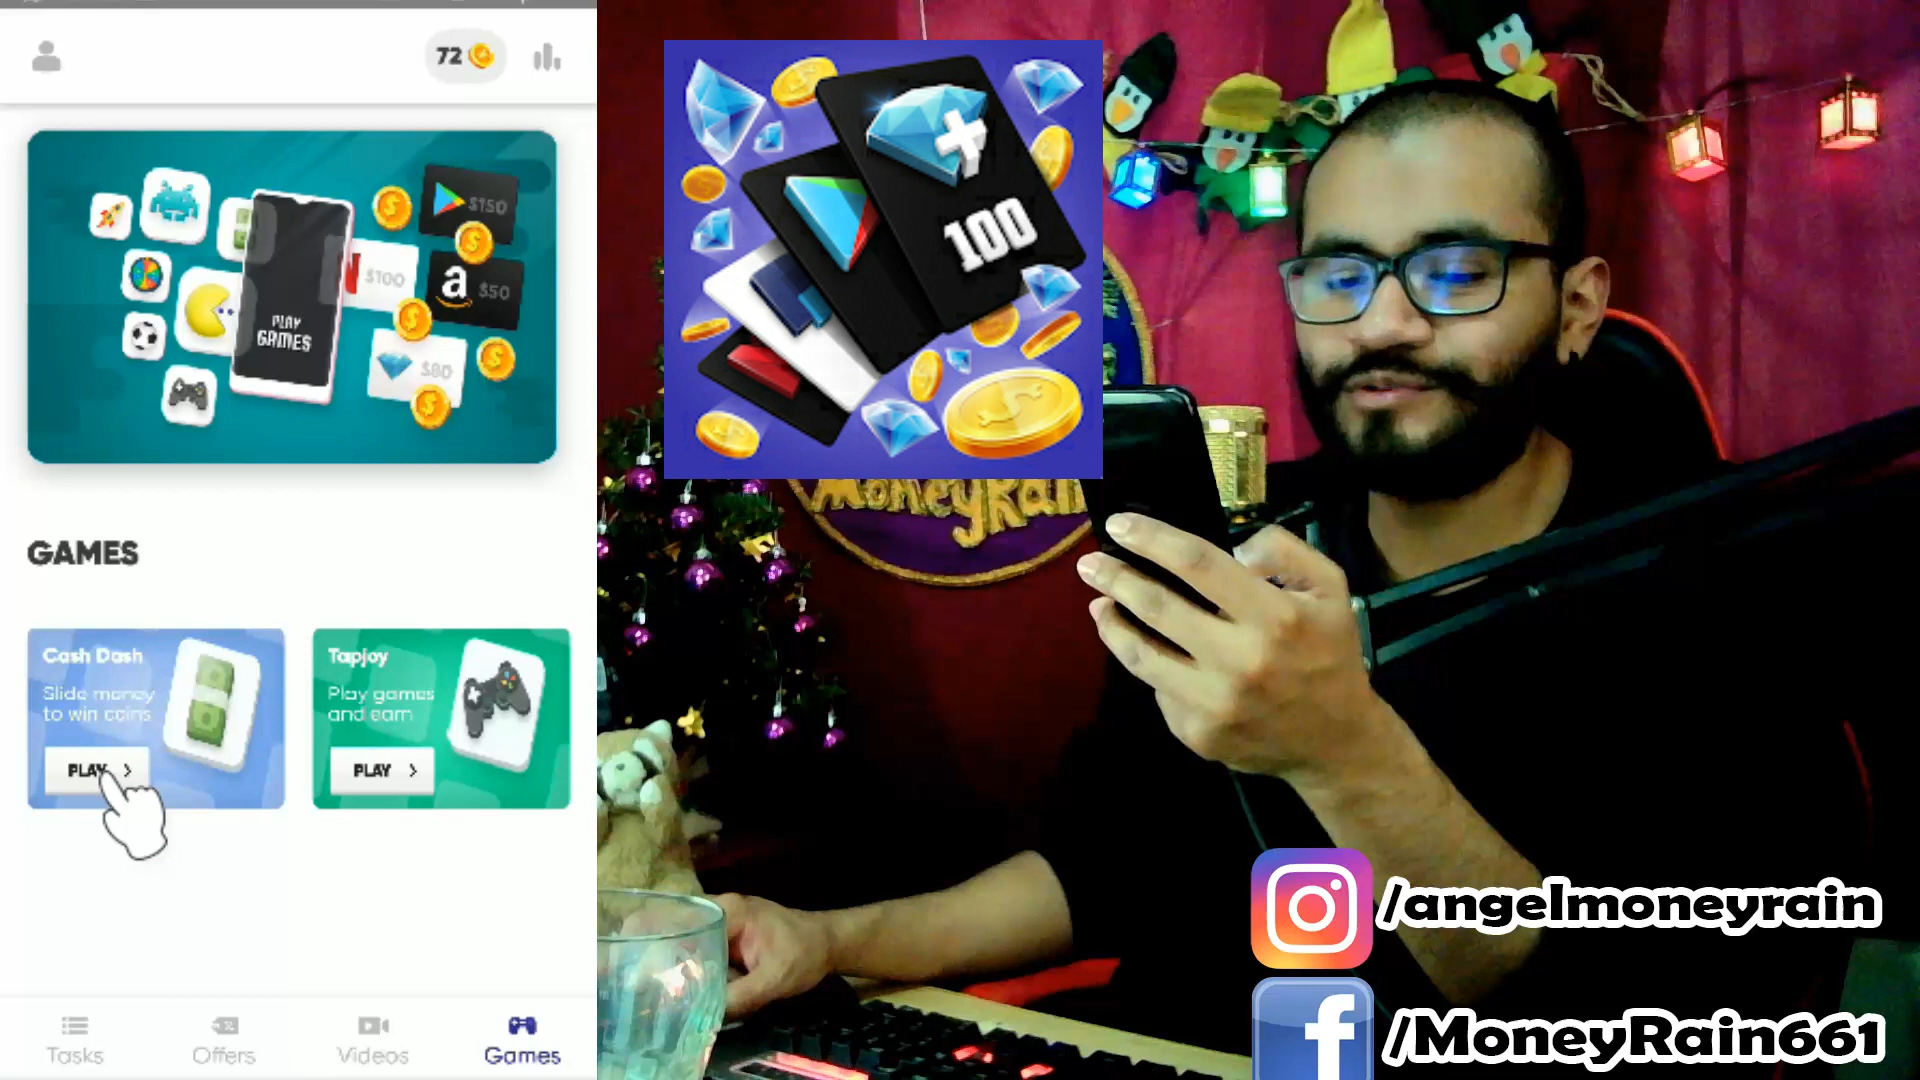 72
$150
$100
a $50
PLAY
GAMES
$80
GAMES
Cash Dash
Slide money
to win coins
PLAY >
Tapjoy
Play games
and earn
PLAY >
Tasks
Offers
Videos
Games
100
MoneyRain
/angelmoneyrain
f /MoneyRain661